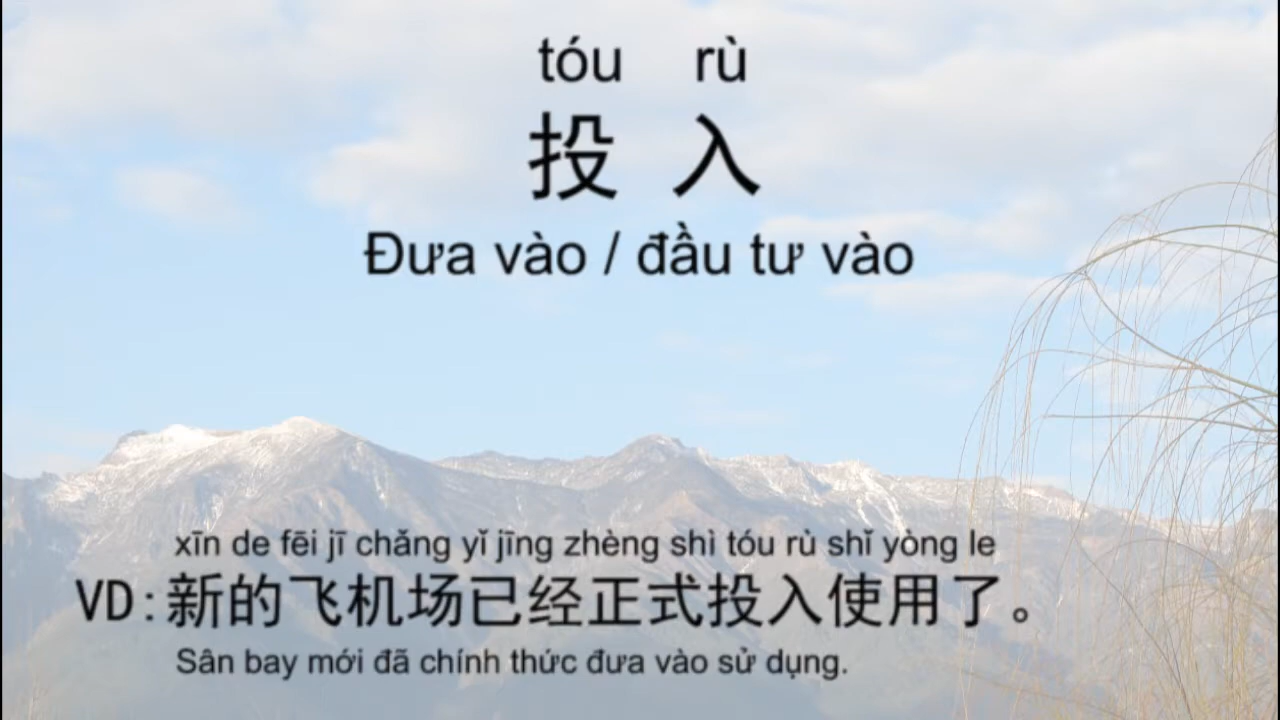 tóu rù
投 入
Đưa vào / đầu tư vào
xīn de fēi jī chǎng yǐ jīng zhèng shì tóu rù shǐ yòng le
VD:新的飞机场已经正式投入使用了。
Sân bay mới đã chính thức đưa vào sử dụng.